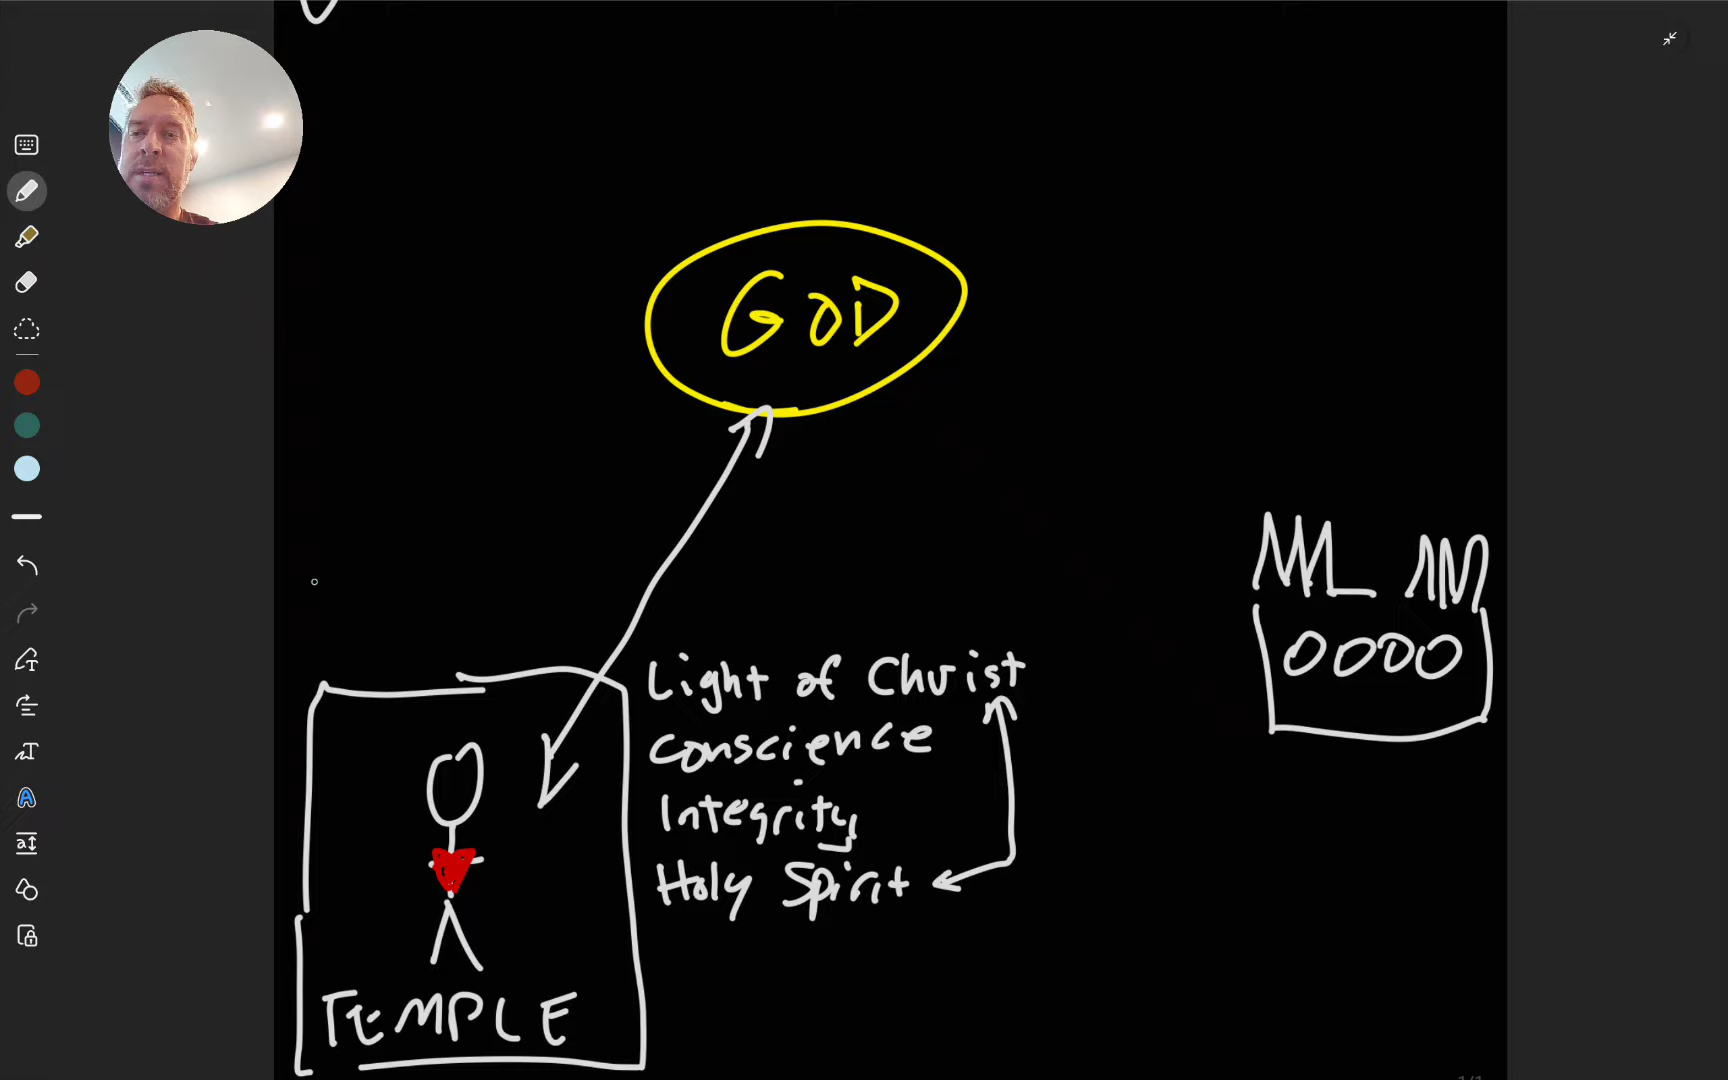 GOD
Light of Christ
conscience
Integrity
Holy Spirit
TEMPLE